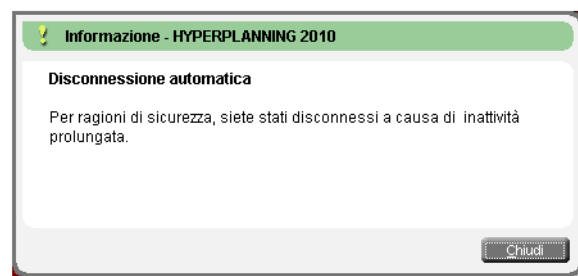 Informazione - HYPERPLANNING 2010
Disconnessione automatica
Per ragioni di sicurezza, siete stati disconnessi a causa di inattività
prolungata.
Chiudi